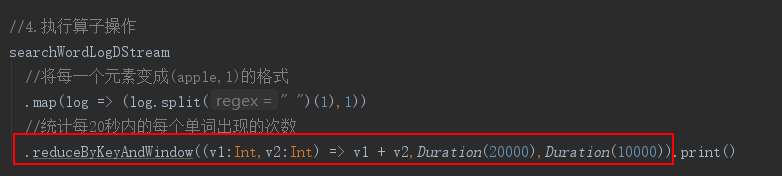 //4.执行算子操作
searchWordLogDStream
//将每一个元素变成(apple,1)的格式
.map(log => (log.split( regex = " ")(1),1))
//统计每20秒内的每个单词出现的次数
.reduceByKeyAndWindow((v1:Int,v2:Int) => v1 + v2,Duration(20000),Duration(10000)).print()